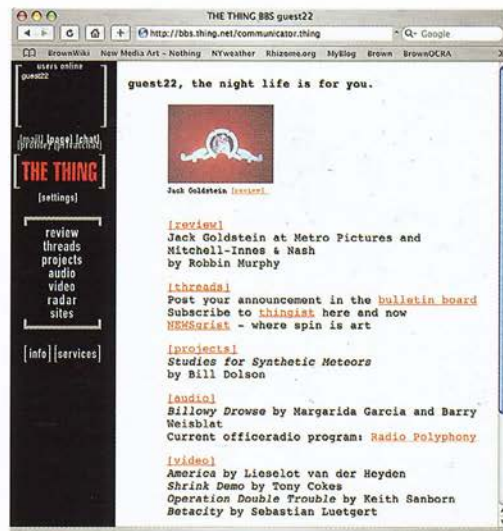 THE THING BBS guest22
http://bbs.thing.net/communicator.thing
Google
BrownWiki New Media Art - Nothing NYweather Rhizome.org MyBlog Brown BrownOCRA
users online
guest22
guest22, the night life is for you.
Jack Goldstein [review]
[mail] [page] [chat]
THE THING
[settings]
review
threads
projects
audio
video
radar
sites
[info] [services]
[review]
Jack Goldstein at Metro Pictures and
Mitchell-Innes & Nash
by Robbin Murphy
[threads]
Post your announcement in the bulletin board
Subscribe to thingist here and now
NEWSgrist - where spin is art
[projects]
Studies for Synthetic Meteors
by Bill Dolson
[audio]
Billowy Drowse by Margarida Garcia and Barry
Weisblat
Current officeradio program: Radio Polyphony
[video]
America by Lieselot van der Heyden
Shrink Demo by Tony Cokes
Operation Double Trouble by Keith Sanborn
Betacity by Sebastian Luetgert